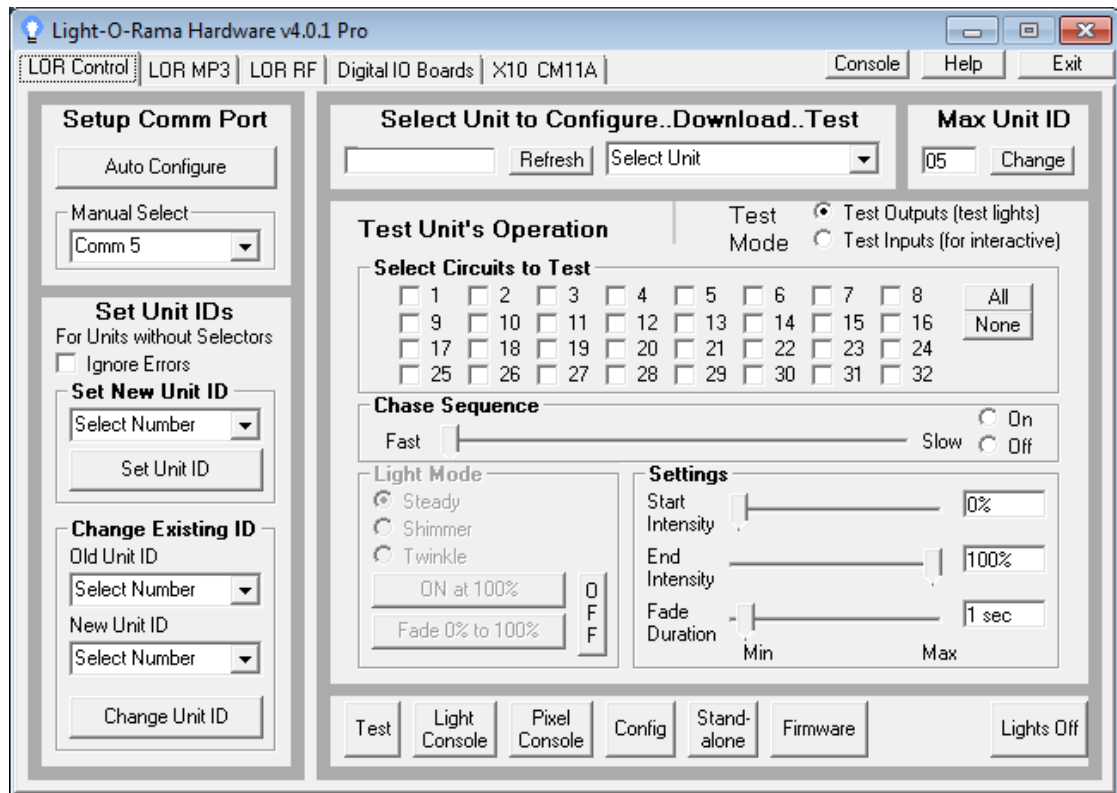 Light-O-Rama Hardware v4.0.1 Pro
LOR Control LOR MP3 LOR RF Digital IO Boards X10 CM11A Console Help Exit
Setup Comm Port
Auto Configure
Manual Select
Comm 5
Set Unit IDs
For Units without Selectors
Ignore Errors
Set New Unit ID
Select Number
Set Unit ID
Change Existing ID
Old Unit ID
Select Number
New Unit ID
Select Number
Change Unit ID
Select Unit to Configure..Download..Test
Refresh Select Unit
Max Unit ID
05 Change
Test Unit's Operation
Test Mode
Test Outputs (test lights)
Test Inputs (for interactive)
Select Circuits to Test
1 2 3 4 5 6 7 8
9 10 11 12 13 14 15 16
17 18 19 20 21 22 23 24
25 26 27 28 29 30 31 32
All
None
Chase Sequence
Fast Slow
On
Off
Light Mode
Steady
Shimmer
Twinkle
ON at 100%
Fade 0% to 100%
OFF
Settings
Start Intensity 0%
End Intensity 100%
Fade Duration 1 sec
Min Max
Test Light Console Pixel Console Config Stand-alone Firmware Lights Off